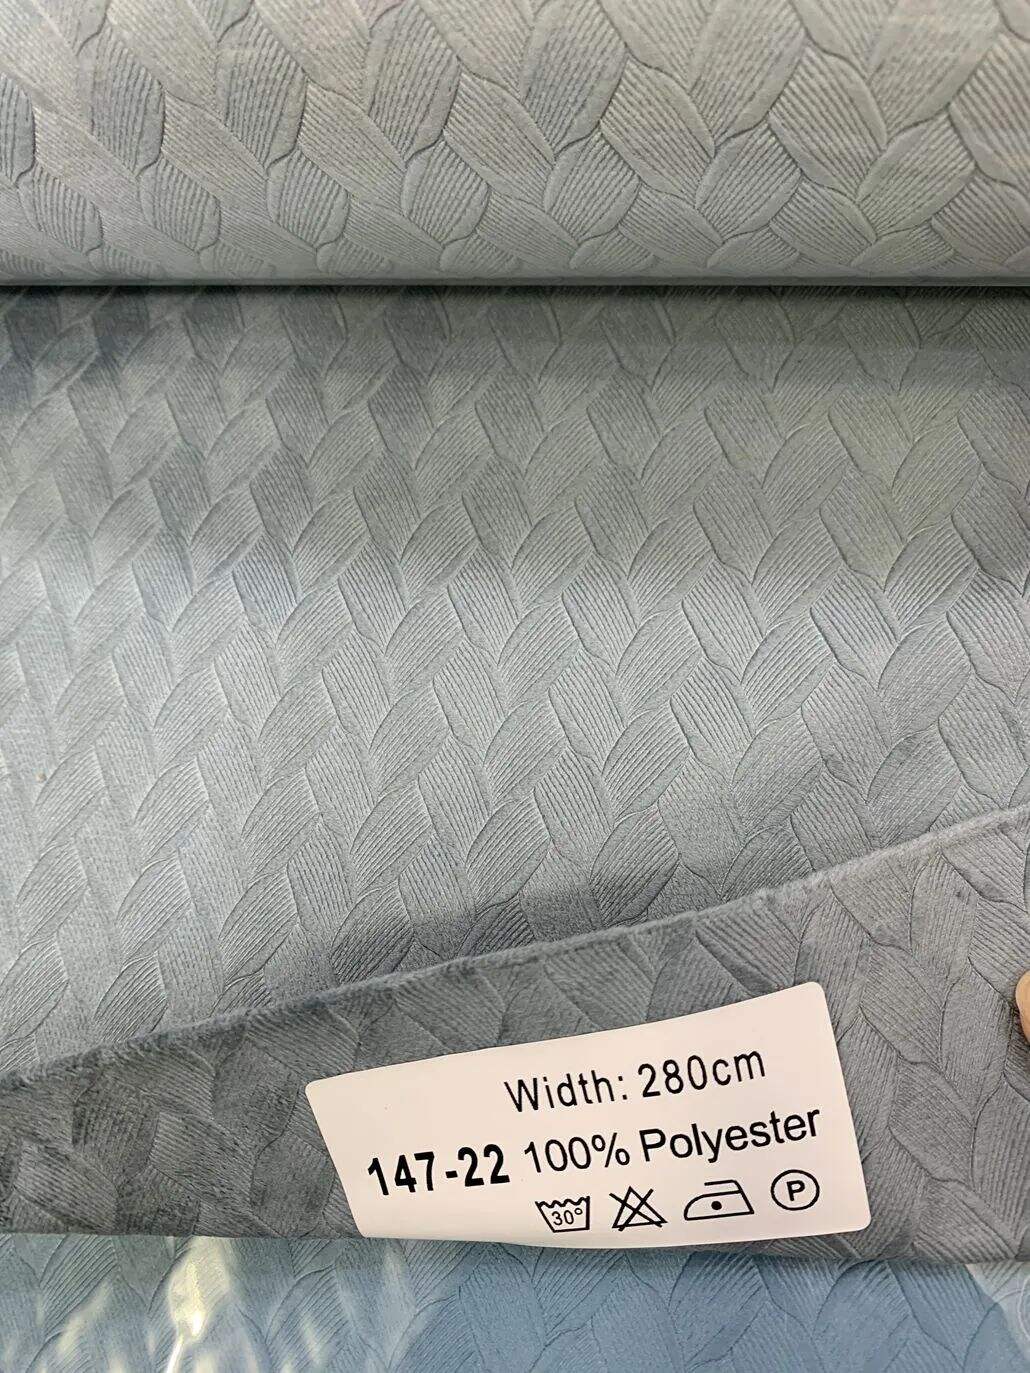 Width: 280cm
147-22 100% Polyester
30° P